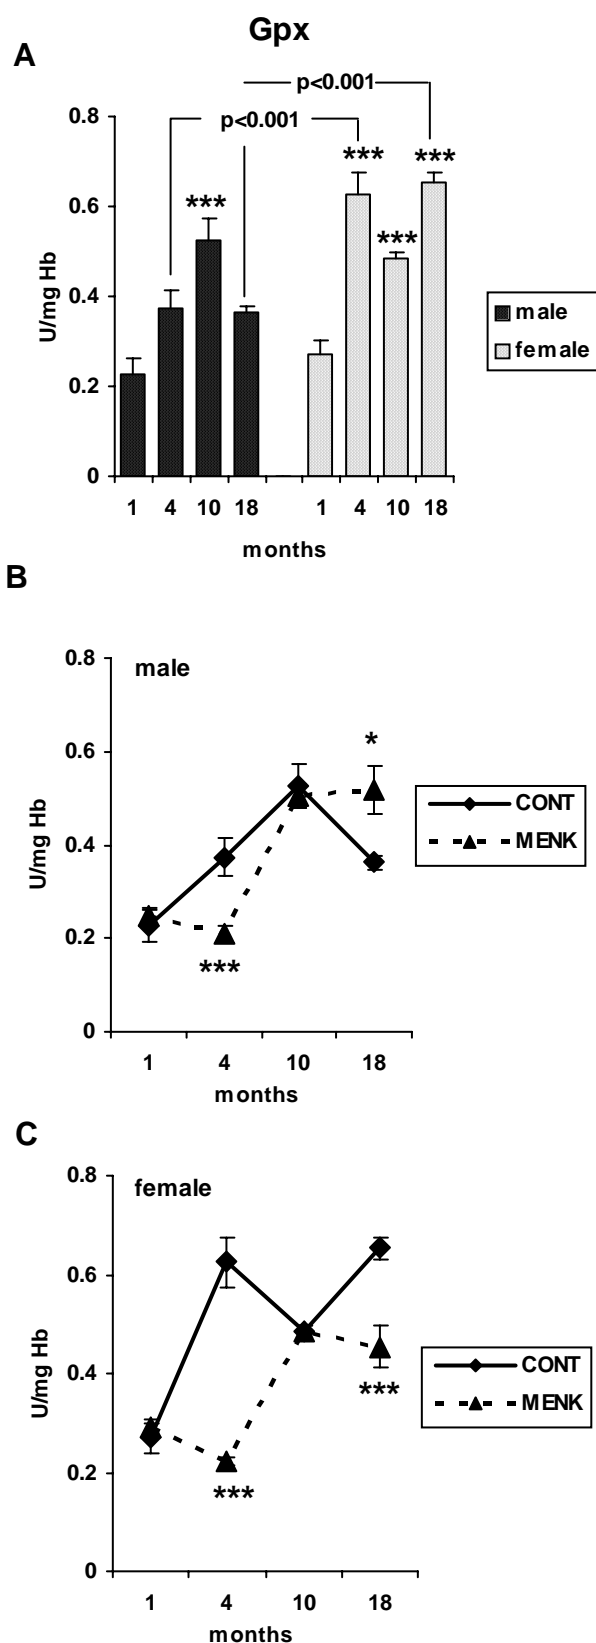 Gpx
A
p<0.001
0.8
p<0.001
***
***
***
0.6
***
U/mg Hb
0.4
male
female
0.2
0
1 4 10 18 1 4 10 18
months
B
0.8
male
0.6
*
CONT
U/mg Hb
0.4
MENK
0.2
***
0
1 4 10 18
months
C
0.8
female
0.6
U/mg Hb
CONT
0.4
MENK
***
0.2
***
0
1 4 10 18
months